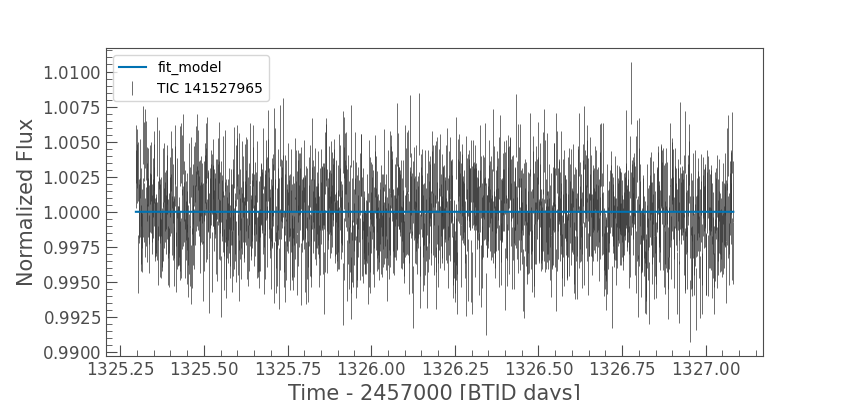 fit_model
TIC 141527965
1.0100
1.0075
1.0050
1.0025
1.0000
0.9975
0.9950
0.9925
0.9900
Normalized Flux
1325.25 1325.50 1325.75 1326.00 1326.25 1326.50 1326.75 1327.00
Time - 2457000 [BTJD days]